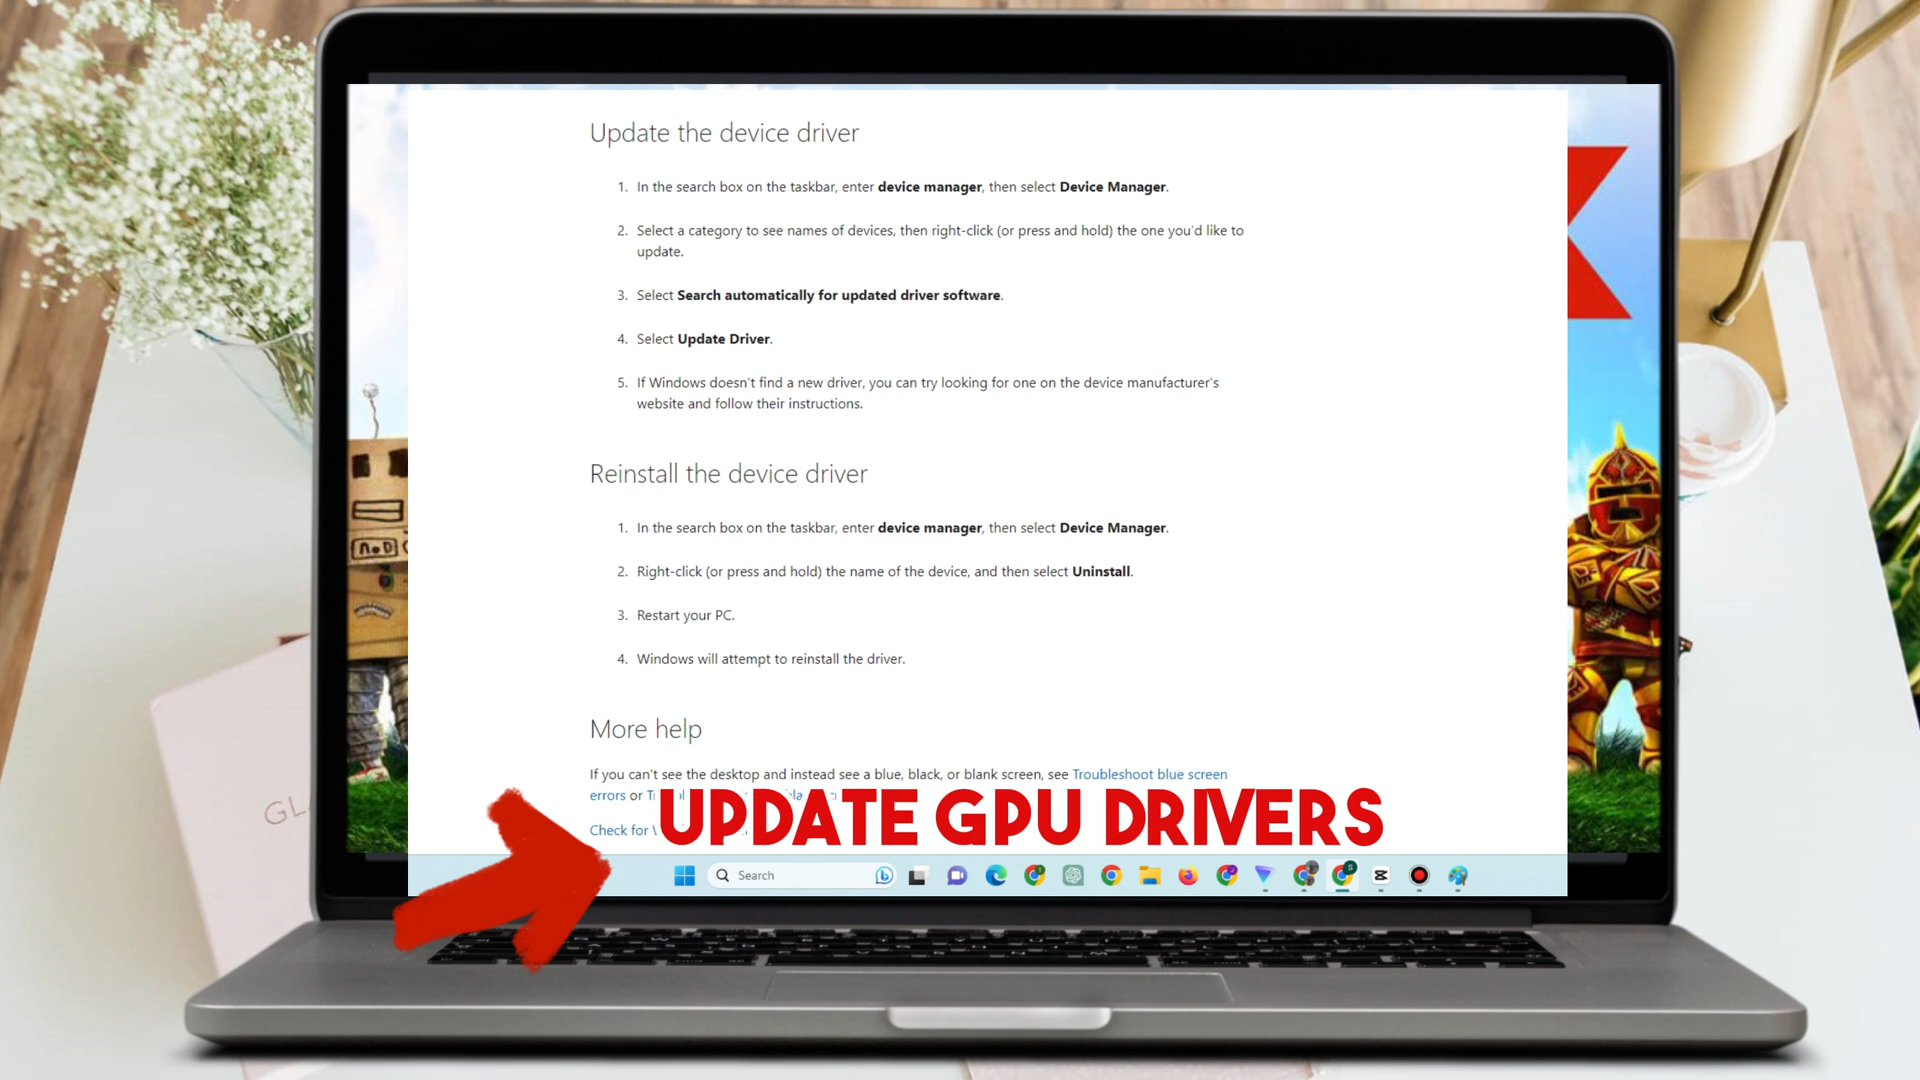 Update the device driver
1. In the search box on the taskbar, enter device manager, then select Device Manager.
2. Select a category to see names of devices, then right-click (or press and hold) the one you'd like to
update.
3. Select Search automatically for updated driver software.
4. Select Update Driver.
5. If Windows doesn't find a new driver, you can try looking for one on the device manufacturer's
website and follow their instructions.
Reinstall the device driver
1. In the search box on the taskbar, enter device manager, then select Device Manager.
2. Right-click (or press and hold) the name of the device, and then select Uninstall.
3. Restart your PC.
4. Windows will attempt to reinstall the driver.
More help
If you can't see the desktop and instead see a blue, black, or blank screen, see Troubleshoot blue screen
errors or
Check for
UPDATE GPU DRIVERS
Search